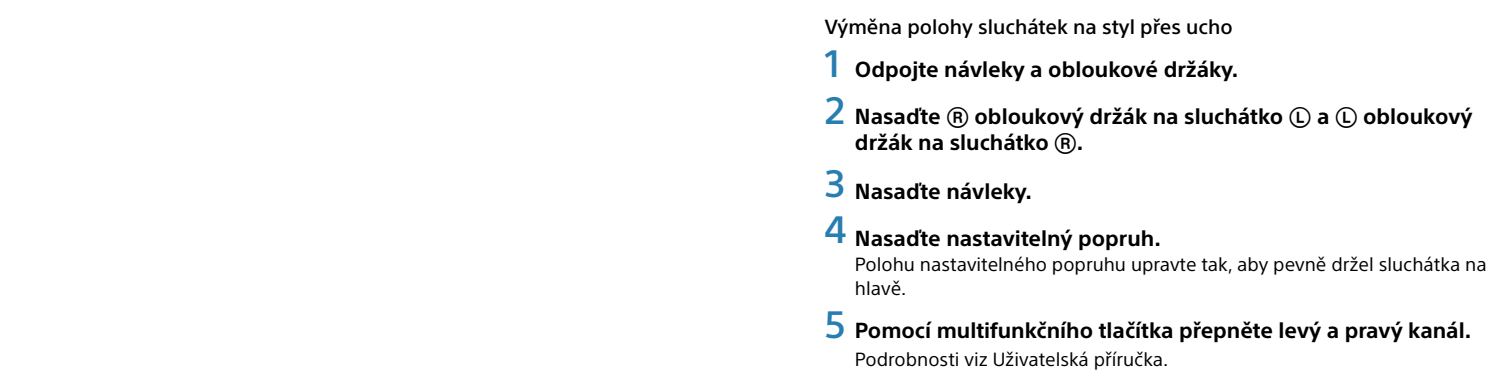 Výměna polohy sluchátek na styl přes ucho
1 Odpojte návleky a obloukové držáky.
2 Nasaďte Ⓡ obloukový držák na sluchátko Ⓛ a Ⓛ obloukový
držák na sluchátko Ⓡ.
3 Nasaďte návleky.
4 Nasaďte nastavitelný popruh.
Polohu nastavitelného popruhu upravte tak, aby pevně držel sluchátka na
hlavě.
5 Pomocí multifunkčního tlačítka přepněte levý a pravý kanál.
Podrobnosti viz Uživatelská příručka.